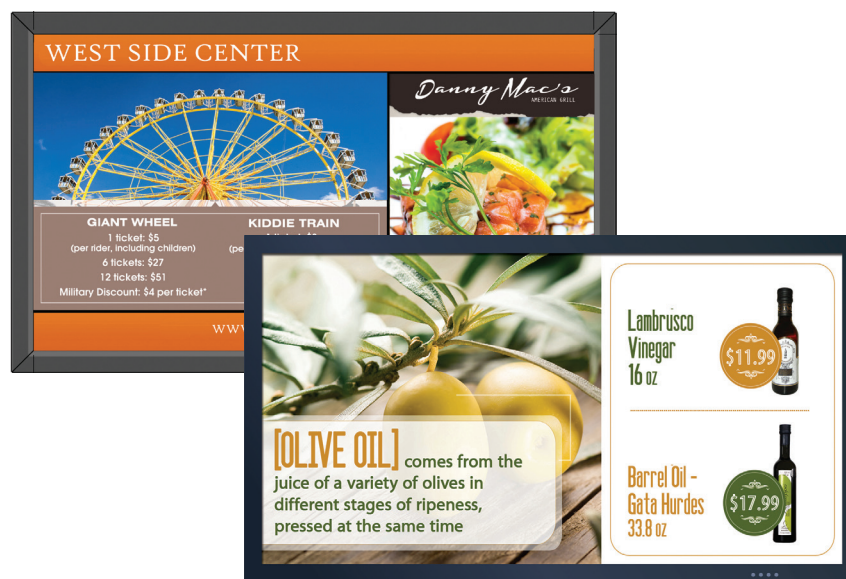 WEST SIDE CENTER
Danny Mac's
AMERICAN GRILL
GIANT WHEEL
1 ticket: $5
(per rider, including children)
6 tickets: $27
12 tickets: $51
Military Discount: $4 per ticket*
KIDDIE TRAIN
[OLIVE OIL] comes from the
juice of a variety of olives in
different stages of ripeness,
pressed at the same time
Lambrusco
Vinegar
16 oz
$11.99
Barrel Oil -
Gata Hurdes
33.8 oz
$17.99